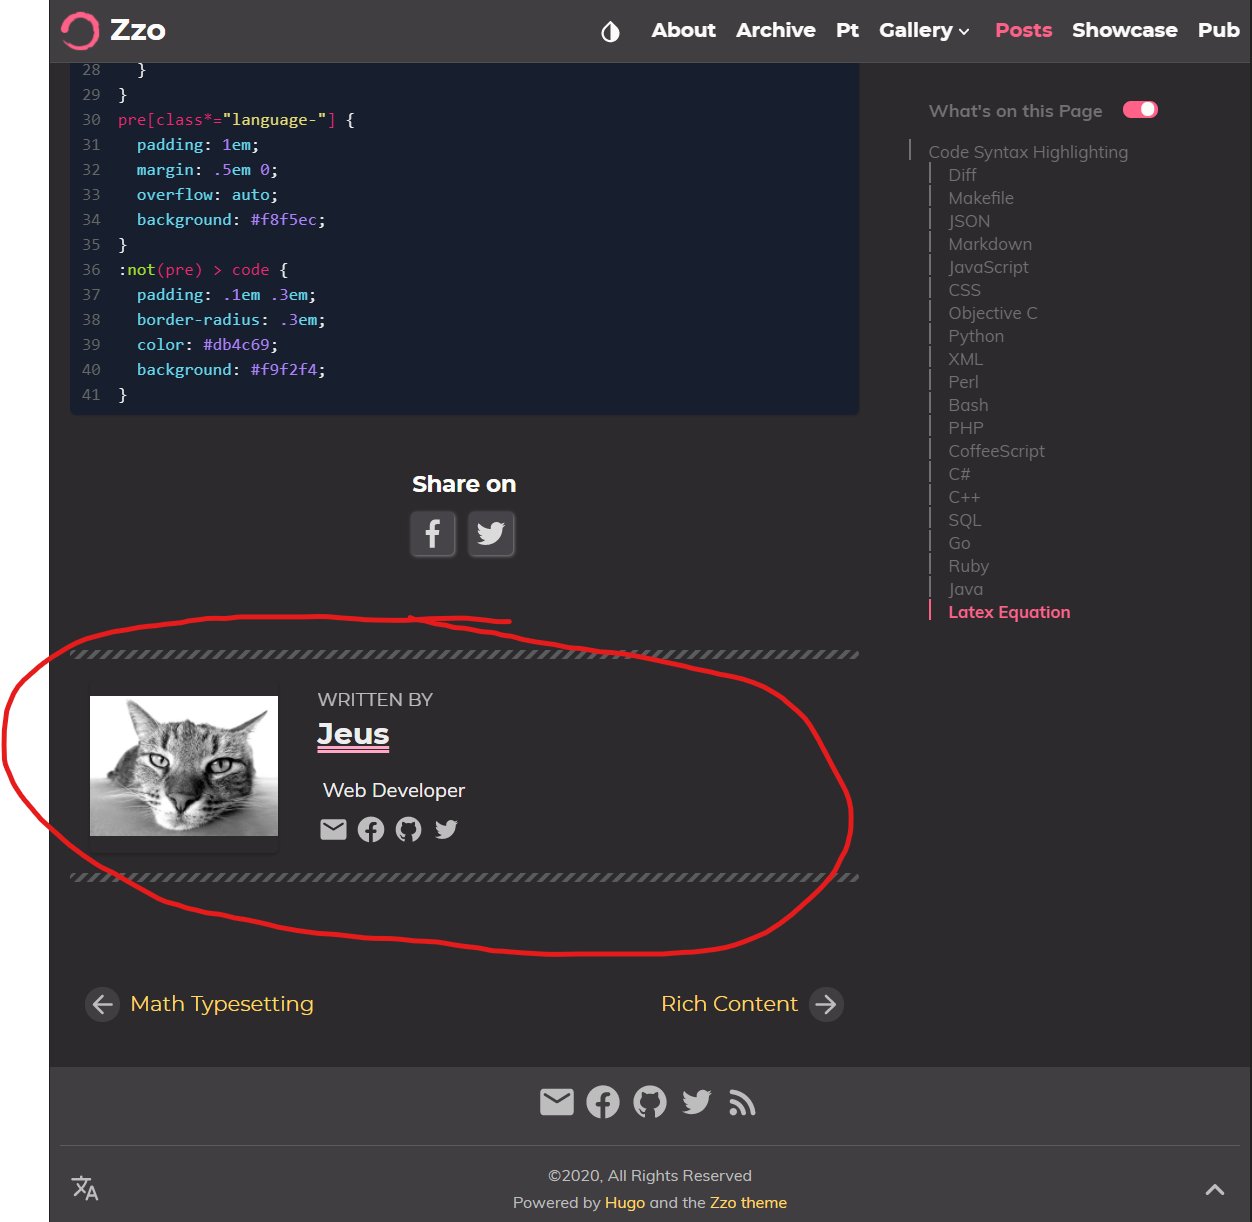 Zzo
About Archive Pt Gallery Posts Showcase Pub
28 }
29 }
30 pre[class*="language-"] {
31 padding: 1em;
32 margin: .5em 0;
33 overflow: auto;
34 background: #f8f5ec;
35 }
36 :not(pre) > code {
37 padding: .1em .3em;
38 border-radius: .3em;
39 color: #db4c69;
40 background: #f9f2f4;
41 }
What's on this Page
Code Syntax Highlighting
Diff
Makefile
JSON
Markdown
JavaScript
CSS
Objective C
Python
XML
Perl
Bash
PHP
CoffeeScript
C#
C++
SQL
Go
Ruby
Java
Latex Equation
Share on
WRITTEN BY
Jeus
Web Developer
Math Typesetting
Rich Content
©2020, All Rights Reserved
Powered by Hugo and the Zzo theme